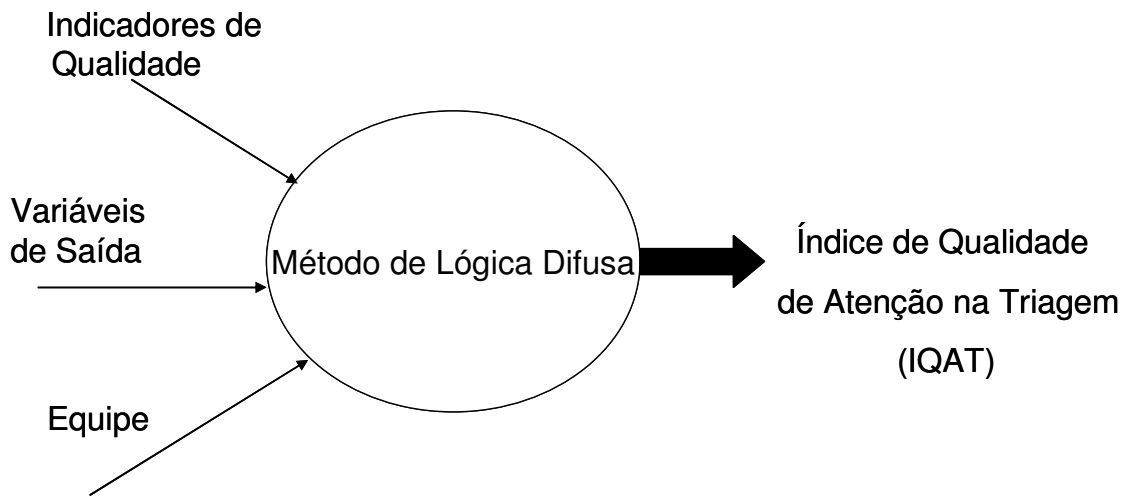 Indicadores de
Qualidade
Variáveis
de Saída
Método de Lógica Difusa
Índice de Qualidade
de Atenção na Triagem
(IQAT)
Equipe